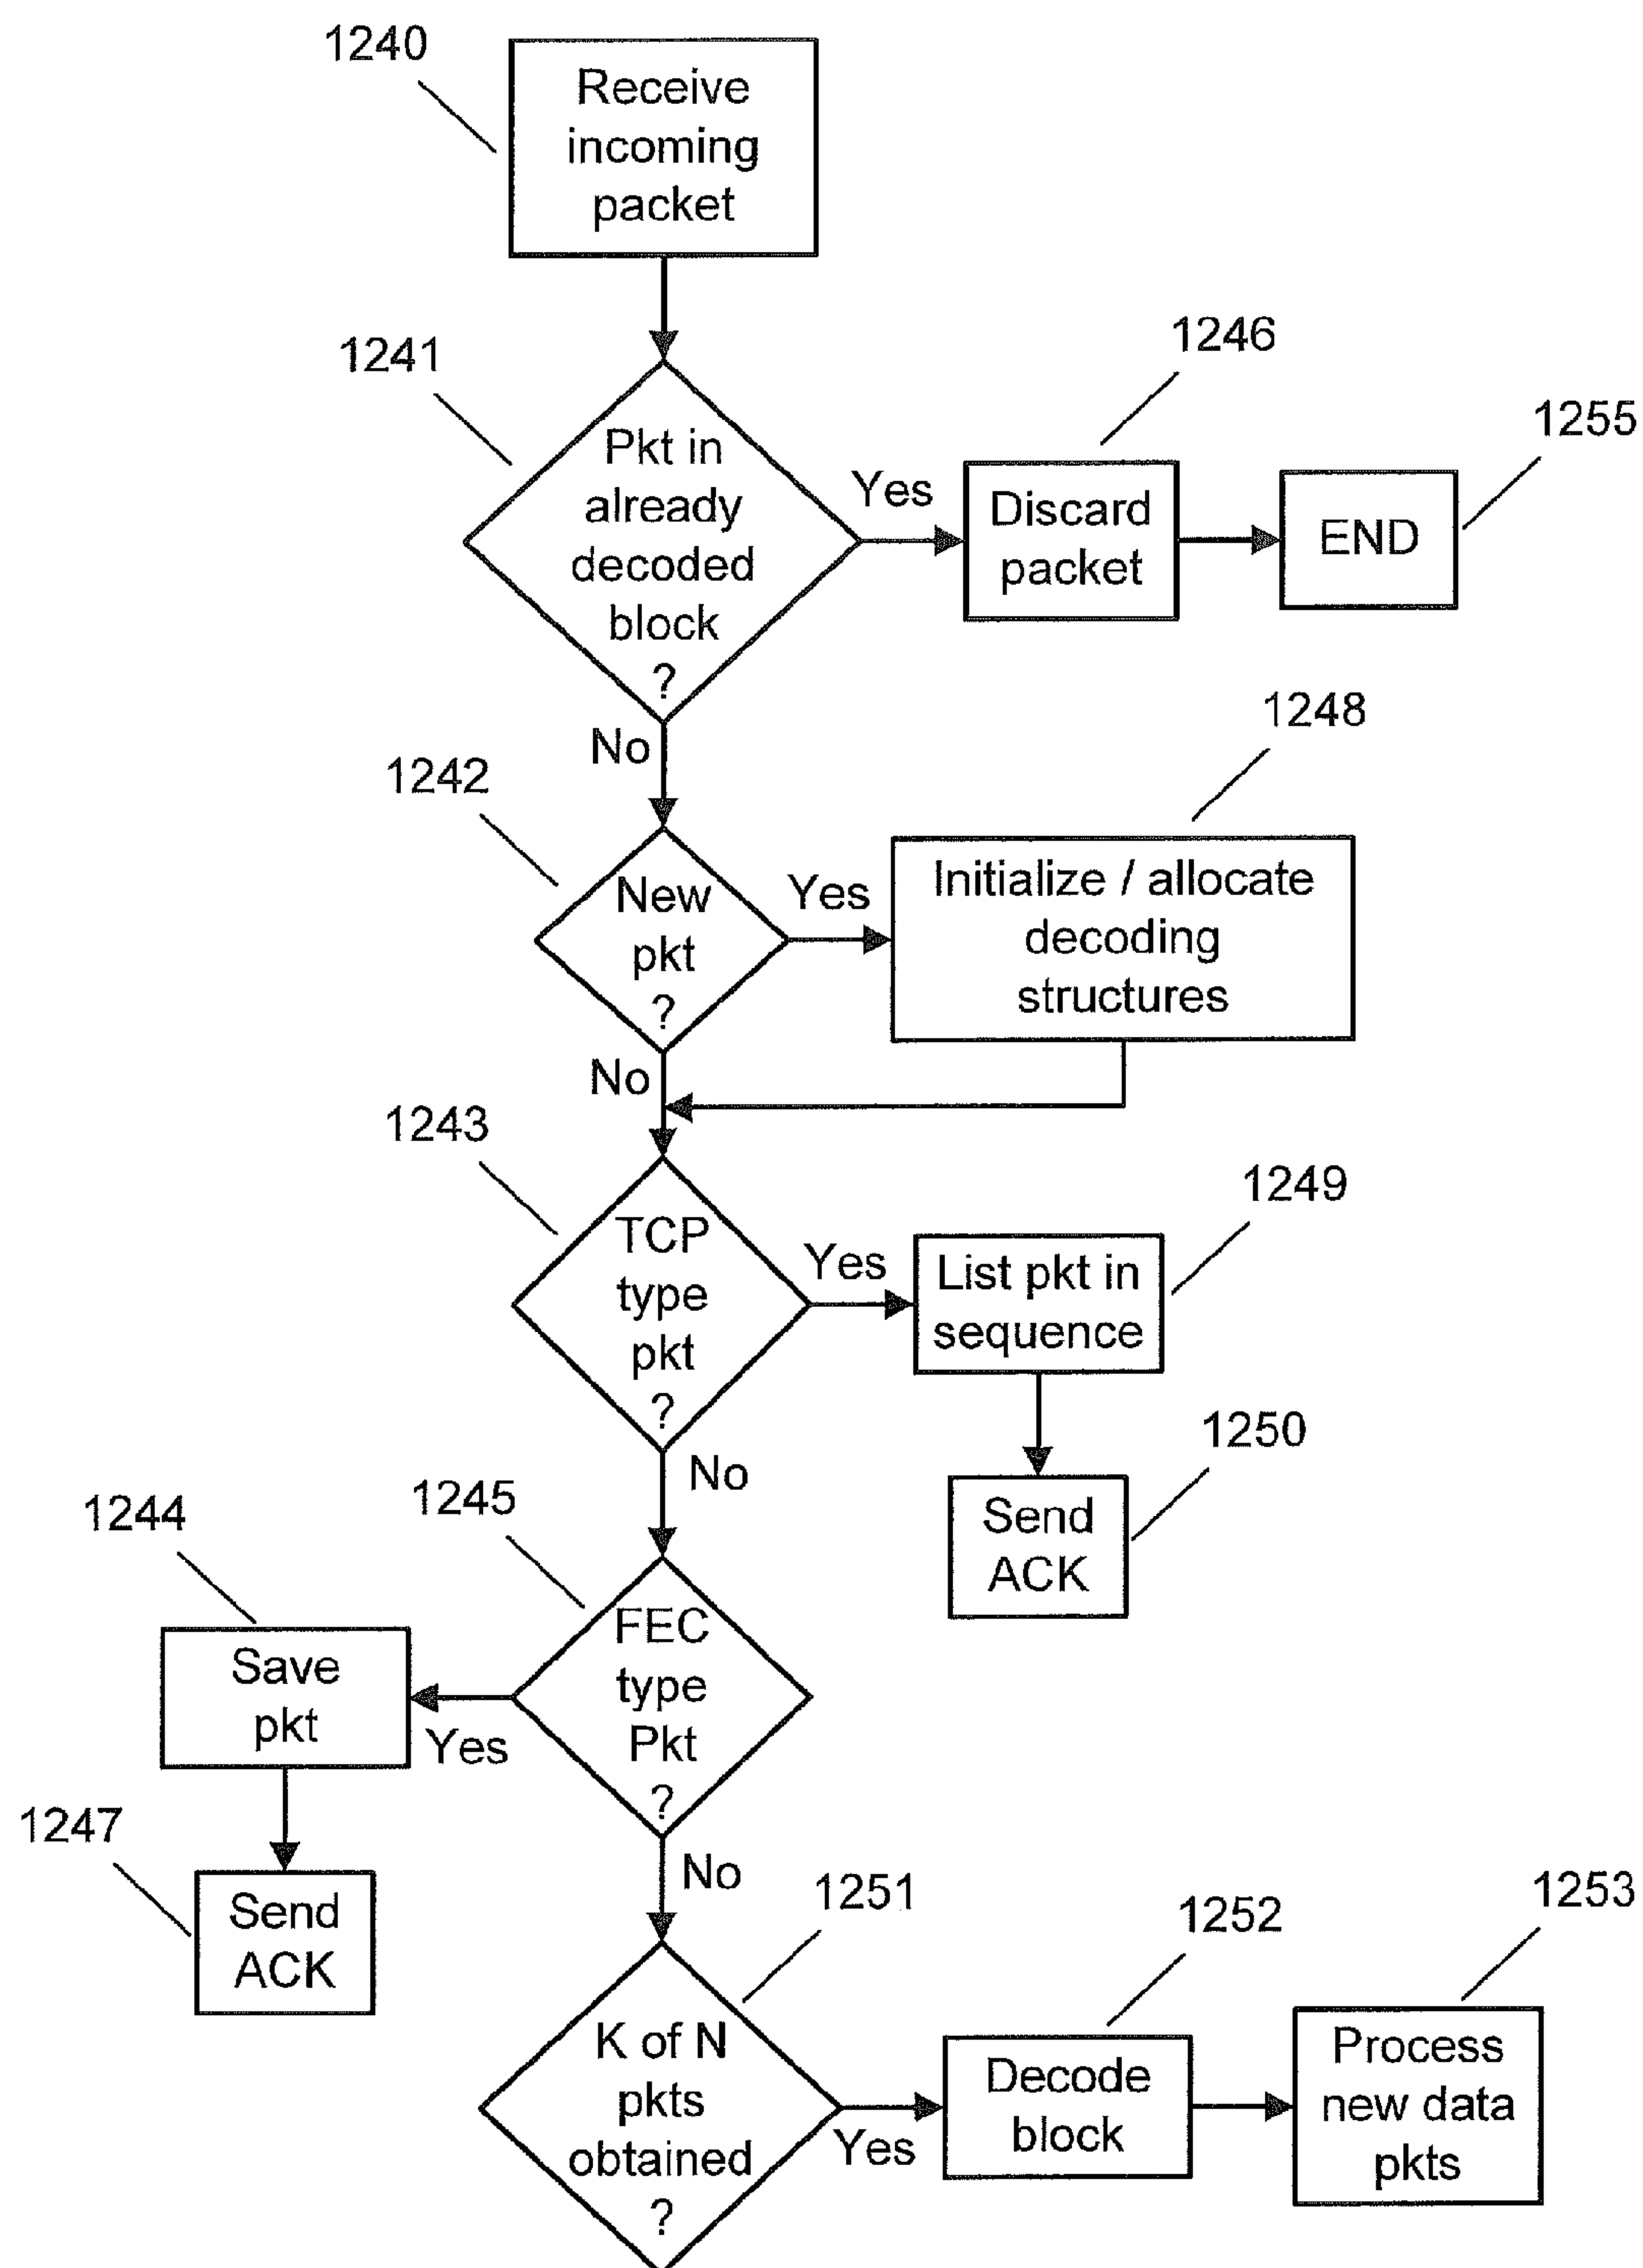 1240
Receive
incoming
packet
1241
Pkt in
already
decoded
block
?
Yes
1246
Discard
packet
1255
END
No
1242
New
pkt
?
Yes
1248
Initialize / allocate
decoding
structures
No
1243
TCP
type
pkt
?
Yes
1249
List pkt in
sequence
1250
Send
ACK
No
1245
FEC
type
Pkt
?
Yes
1244
Save
pkt
1247
Send
ACK
No
1251
K of N
pkts
obtained
?
Yes
1252
Decode
block
1253
Process
new data
pkts